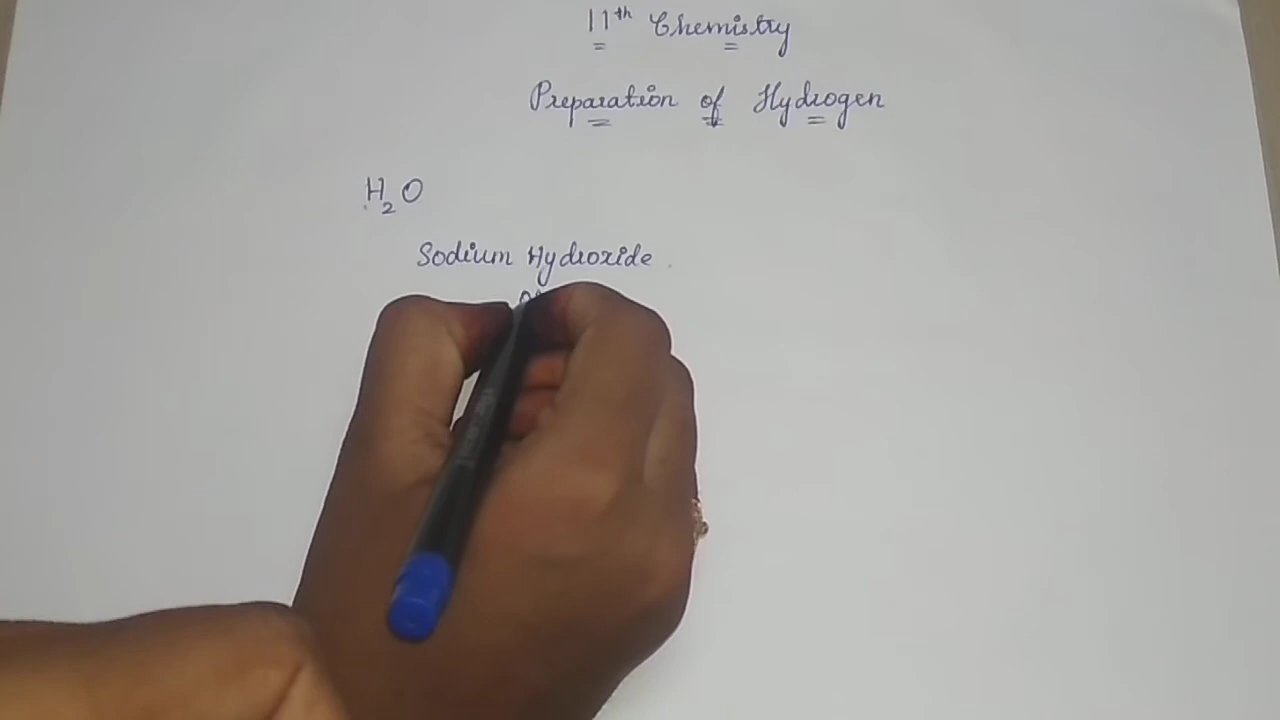 11th Chemistry
Preparation of Hydrogen
H₂O
Sodium Hydroxide